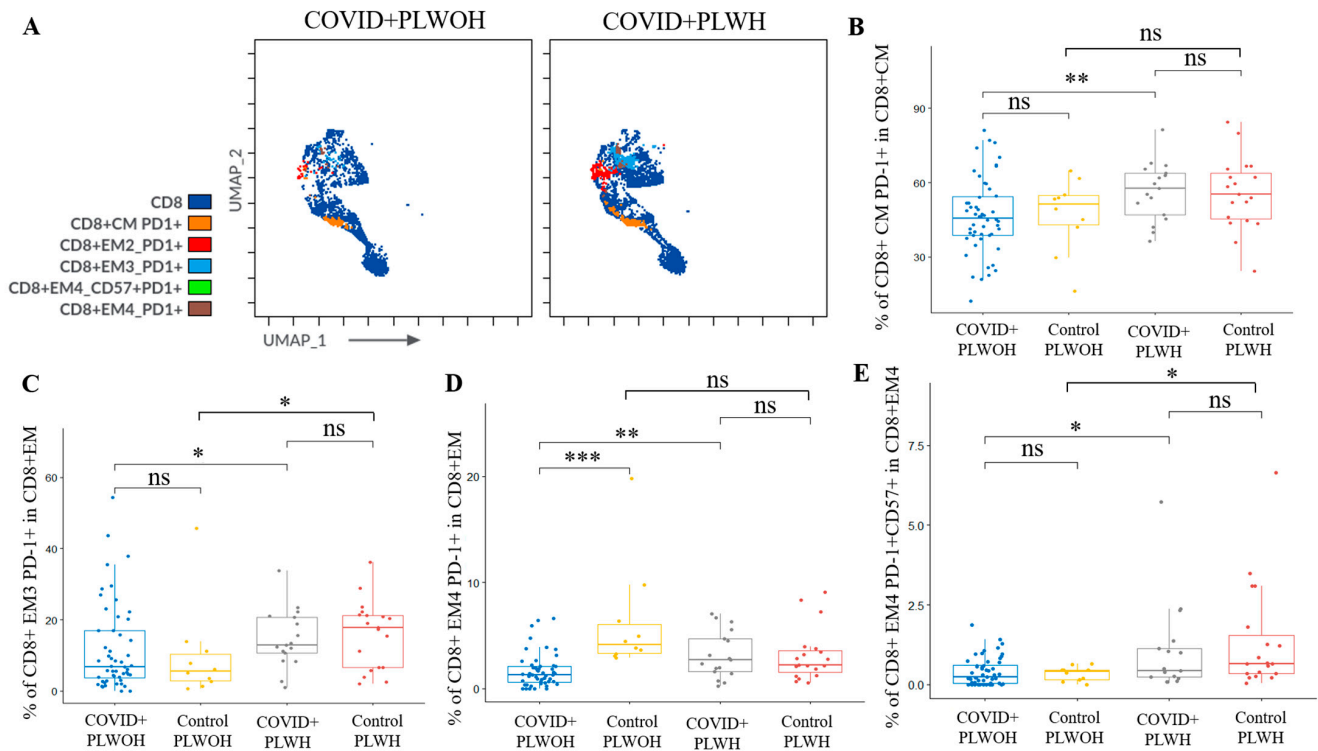 A
COVID+PLWOH
COVID+PLWH
UMAP_2
CD8
CD8+CM PD1+
CD8+EM2_PD1+
CD8+EM3_PD1+
CD8+EM4_CD57+PD1+
CD8+EM4_PD1+
UMAP_1
B
% of CD8+ CM PD-1+ in CD8+CM
ns
ns
**
ns
90
60
30
COVID+
PLWOH
Control
PLWOH
COVID+
PLWH
Control
PLWH
C
% of CD8+ EM3 PD-1+ in CD8+EM
*
ns
*
ns
60
40
20
0
COVID+
PLWOH
Control
PLWOH
COVID+
PLWH
Control
PLWH
D
% of CD8+ EM4 PD-1+ in CD8+EM
ns
ns
**
***
20
10
0
COVID+
PLWOH
Control
PLWOH
COVID+
PLWH
Control
PLWH
E
% of CD8+ EM4 PD-1+CD57+ in CD8+EM4
*
ns
*
ns
7.5
5.0
2.5
0.0
COVID+
PLWOH
Control
PLWOH
COVID+
PLWH
Control
PLWH